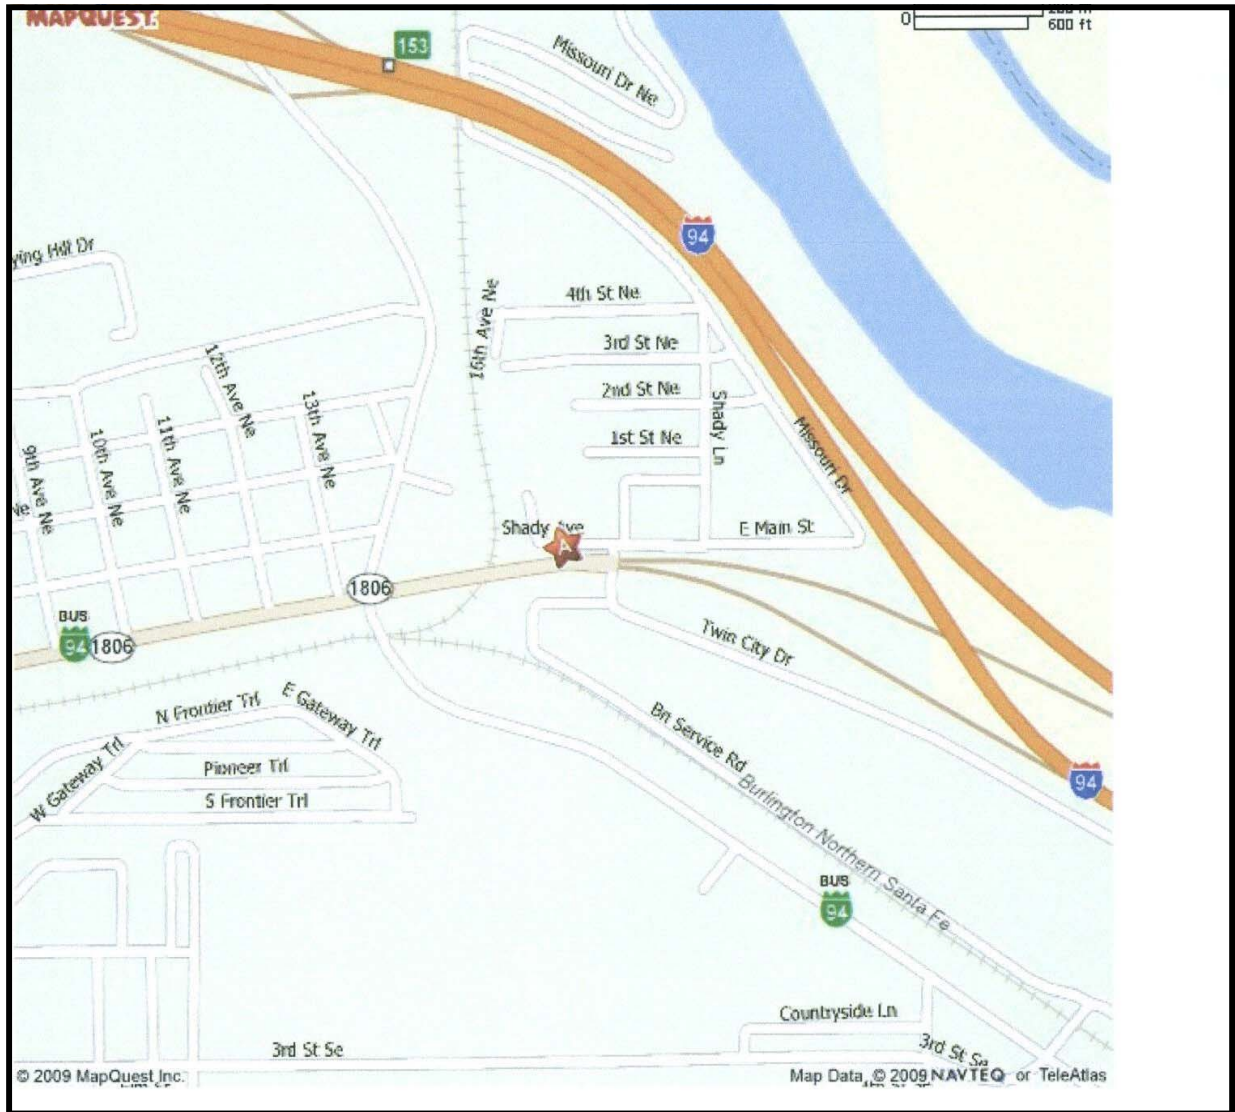 MAPQUEST.
153
0
600 ft
Missouri Dr Ne
94
ying Hill Dr
16th Ave Ne
4th St Ne
3rd St Ne
2nd St Ne
1st St Ne
Shady Ln
Missouri Dr
12th Ave Ne
13th Ave Ne
11th Ave Ne
10th Ave Ne
9th Ave Ne
Ve
Shady Ave
A
E Main St
1806
BUS
94
1806
Twin City Dr
N Frontier Trl
E Gateway Trl
W Gateway Trl
Pioneer Trl
S Frontier Trl
Bn Service Rd
Burlington Northern Santa Fe
94
BUS
94
Countryside Ln
3rd St Se
3rd St Se
© 2009 MapQuest Inc.
Map Data © 2009 NAVTEQ or TeleAtlas